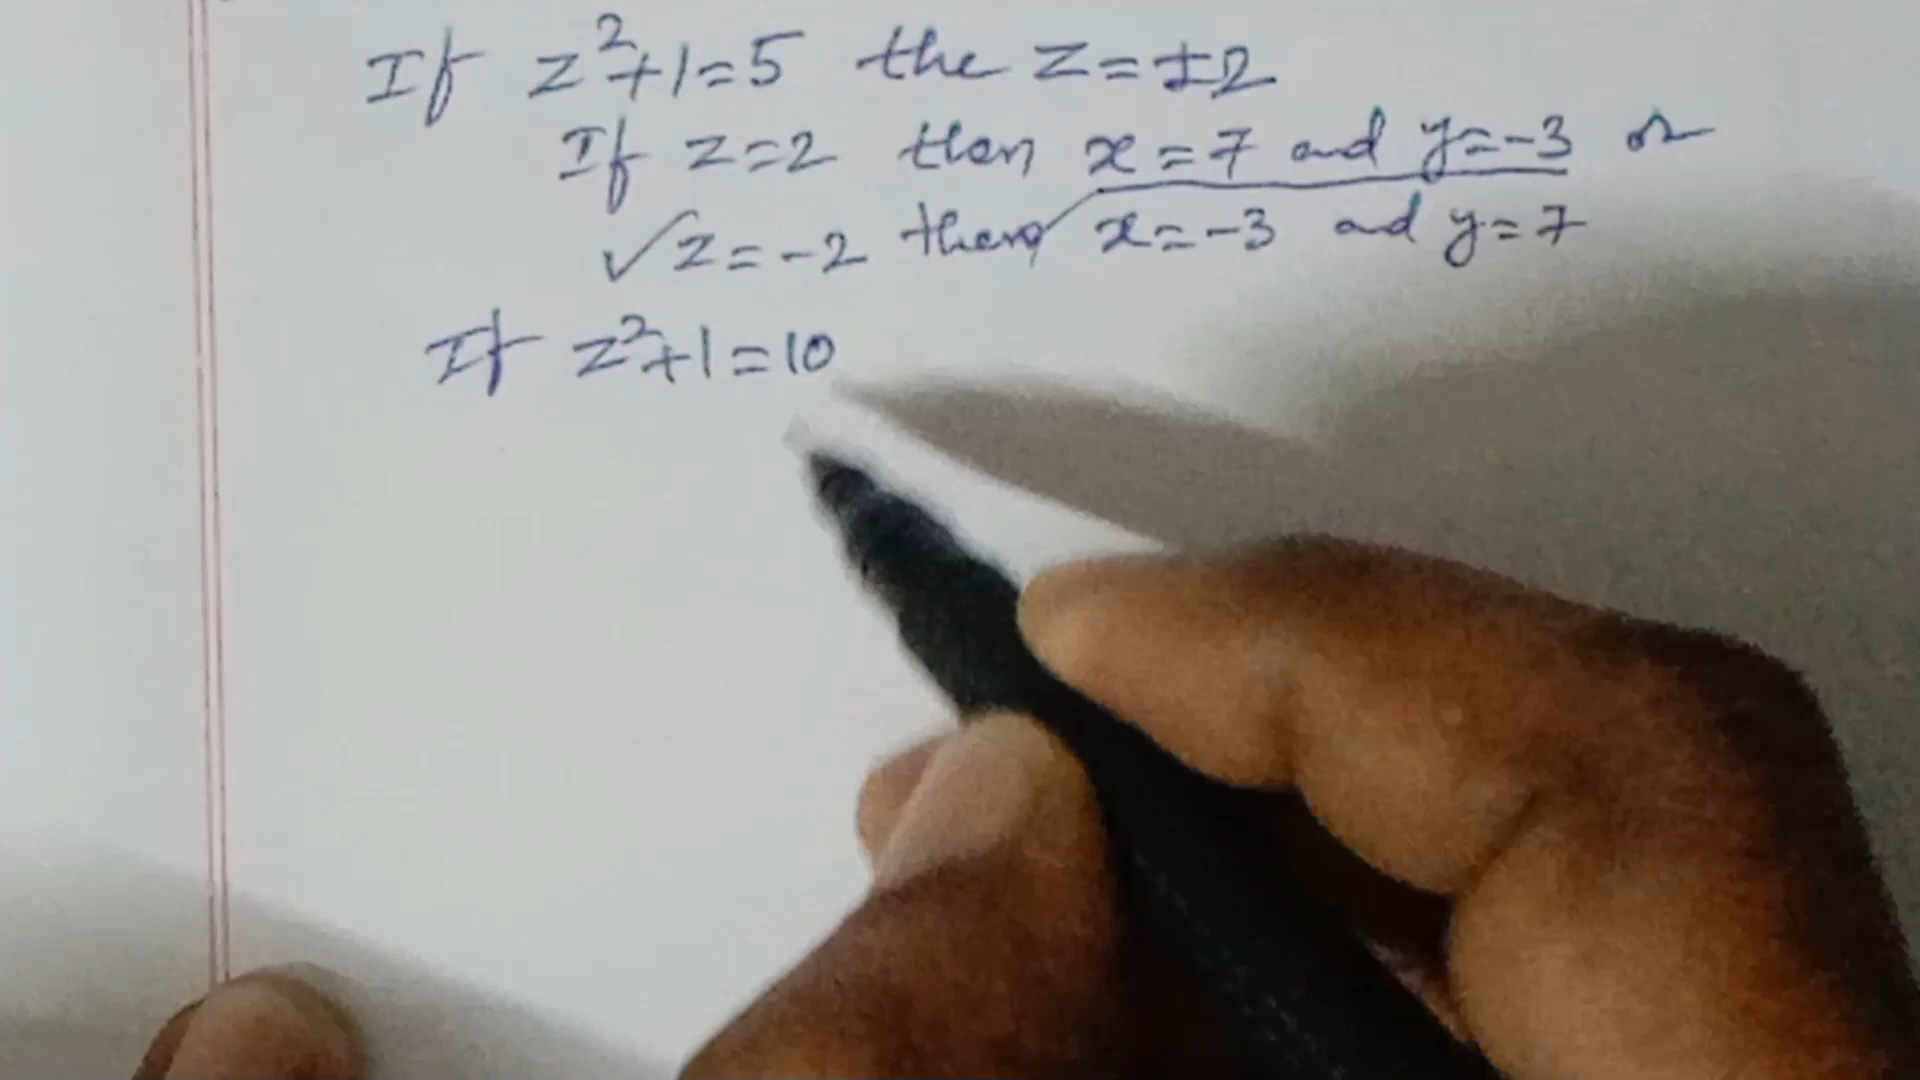 If z²+1=5 the z=±2
If z=2 then x=7 and y=-3 or
✓z=-2 then x=-3 and y=7
If z²+1=10